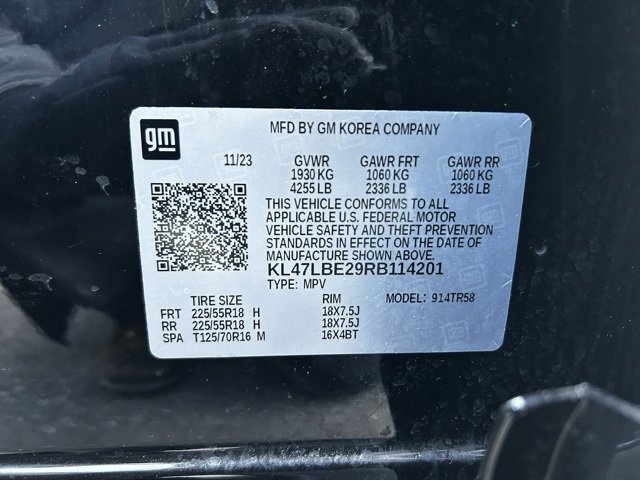 gm
MFD BY GM KOREA COMPANY
11/23 GVWR GAWR FRT GAWR RR
1930 KG 1060 KG 1060 KG
4255 LB 2336 LB 2336 LB
THIS VEHICLE CONFORMS TO ALL
APPLICABLE U.S. FEDERAL MOTOR
VEHICLE SAFETY AND THEFT PREVENTION
STANDARDS IN EFFECT ON THE DATE OF
MANUFACTURE SHOWN ABOVE.
KL47LBE29RB114201
TYPE: MPV MODEL: 914TR58
TIRE SIZE RIM
FRT 225/55R18 H 18X7.5J
RR 225/55R18 H 18X7.5J
SPA T125/70R16 M 16X4BT